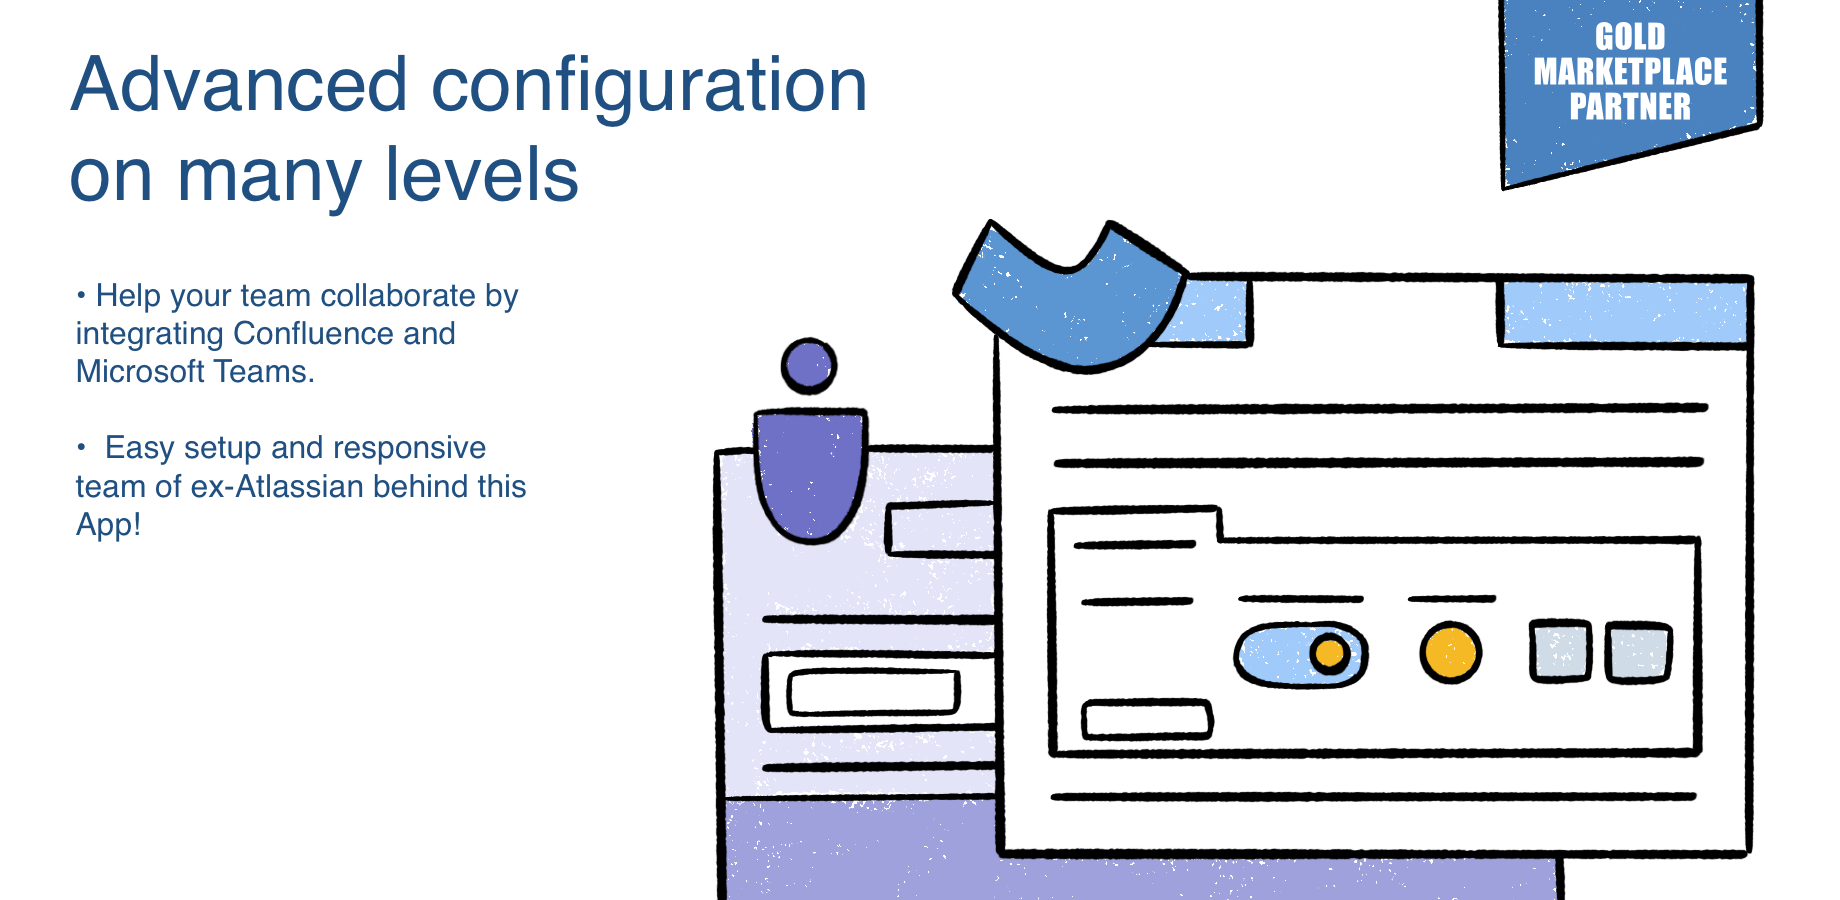 Advanced configuration
on many levels
GOLD
MARKETPLACE
PARTNER
• Help your team collaborate by
integrating Confluence and
Microsoft Teams.
•  Easy setup and responsive
team of ex-Atlassian behind this
App!